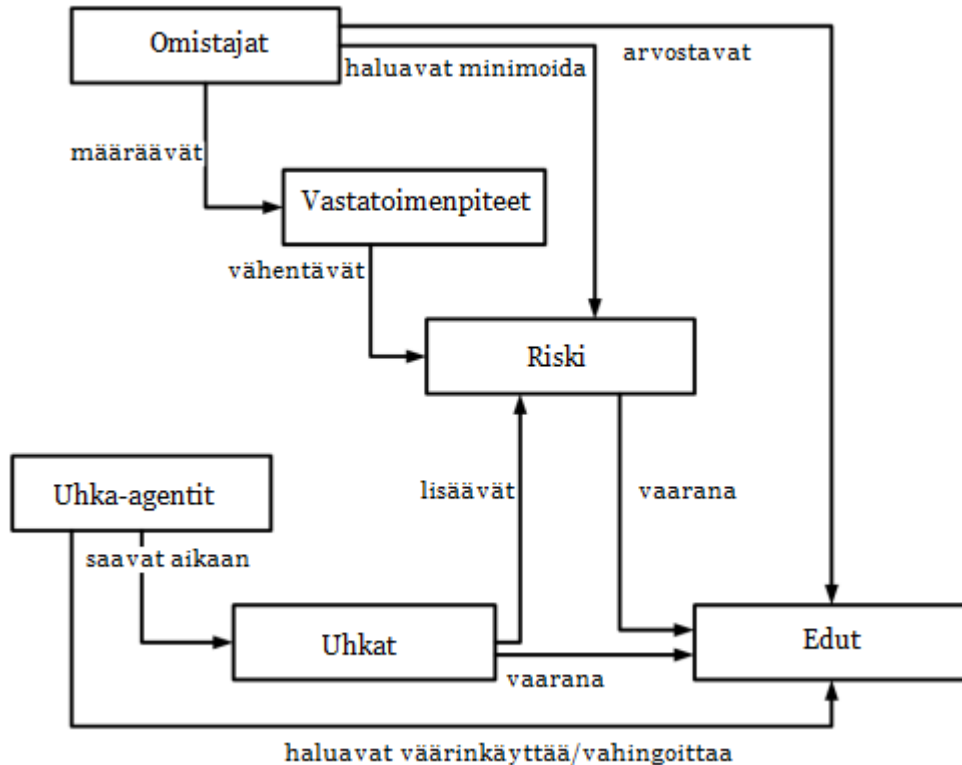 Omistajat
arvostavat
haluavat minimoida
määräävät
Vastatoimenpiteet
vähentävät
Riski
Uhka-agentit
lisäävät
vaarana
saavat aikaan
Uhkat
Edut
vaarana
haluavat väärinkäyttää/vahingoittaa